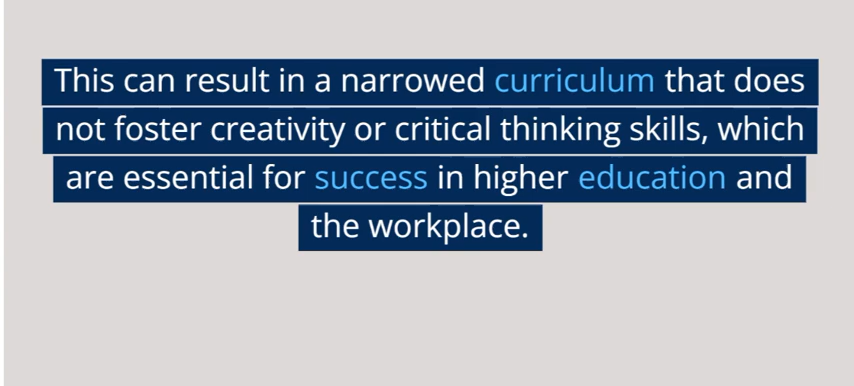 This can result in a narrowed curriculum that does
not foster creativity or critical thinking skills, which
are essential for success in higher education and
the workplace.